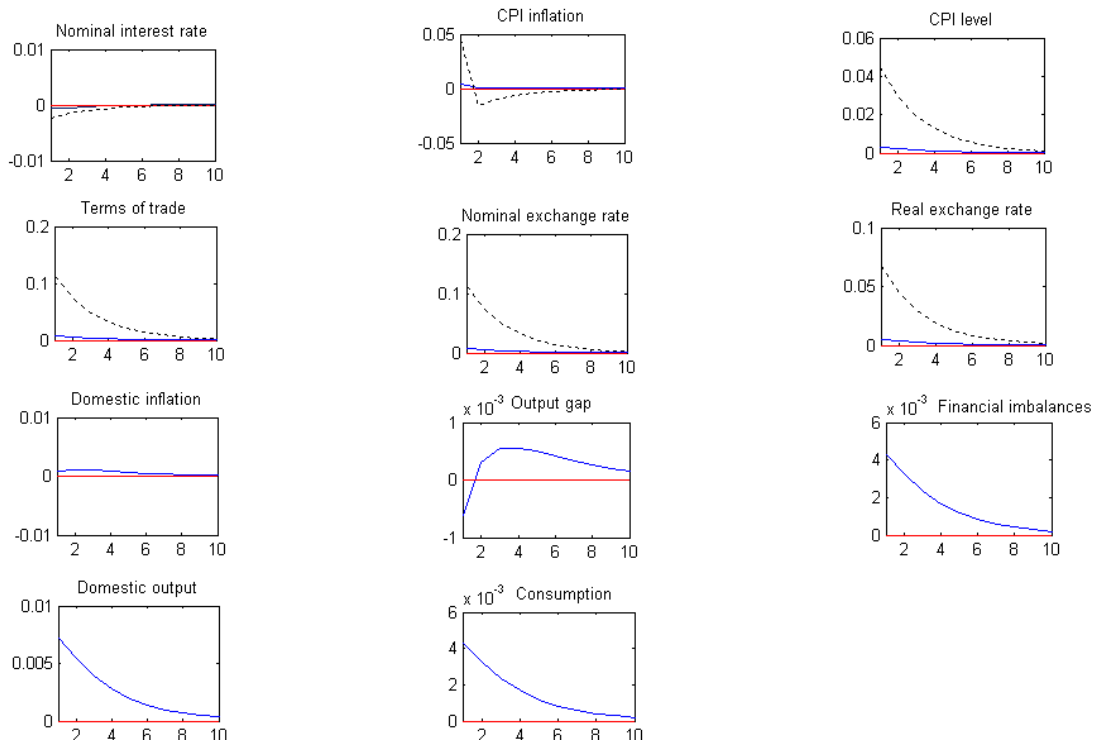 Nominal interest rate
0.01
0
-0.01
2 4 6 8 10
CPI inflation
0.05
0
-0.05
2 4 6 8 10
CPI level
0.06
0.04
0.02
0
2 4 6 8 10
Terms of trade
0.2
0.1
0
2 4 6 8 10
Nominal exchange rate
0.2
0.1
0
2 4 6 8 10
Real exchange rate
0.1
0.05
0
2 4 6 8 10
Domestic inflation
0.01
0
-0.01
2 4 6 8 10
x 10-3 Output gap
1
0
-1
2 4 6 8 10
x 10-3 Financial imbalances
6
4
2
0
2 4 6 8 10
Domestic output
0.01
0.005
0
2 4 6 8 10
x 10-3 Consumption
6
4
2
0
2 4 6 8 10